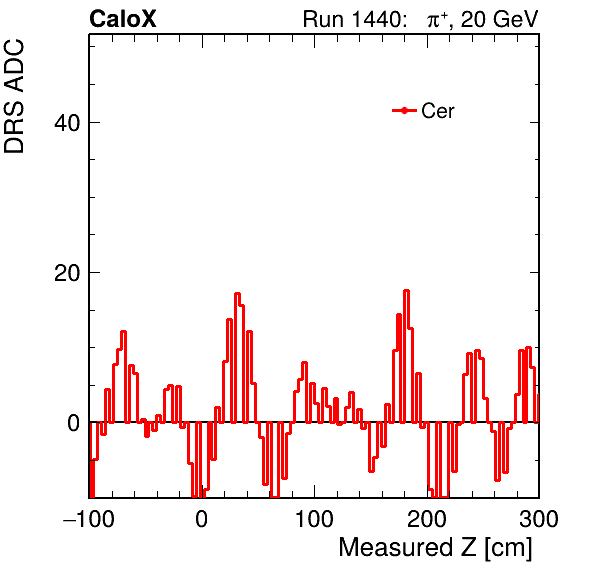 CaloX Run 1440: π⁺, 20 GeV
DRS ADC
Cer
40
20
0
−100 0 100 200 300
Measured Z [cm]